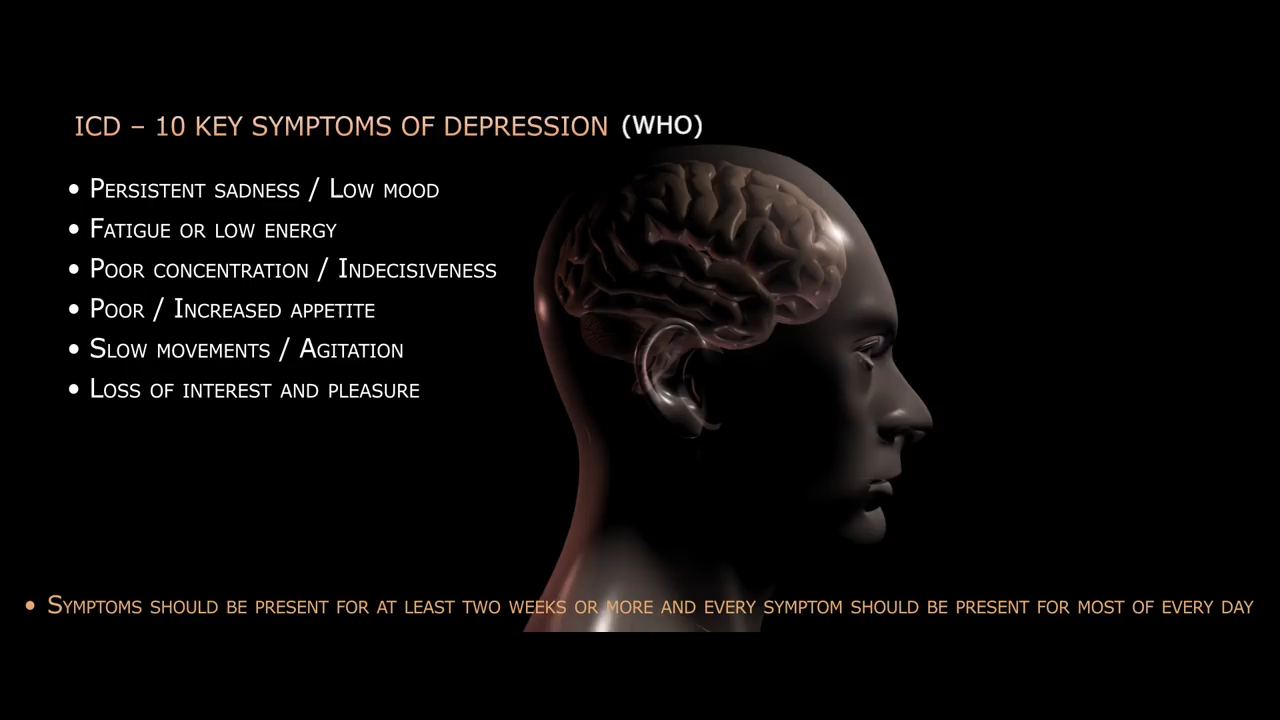 ICD – 10 KEY SYMPTOMS OF DEPRESSION (WHO)
• PERSISTENT SADNESS / LOW MOOD
• FATIGUE OR LOW ENERGY
• POOR CONCENTRATION / INDECISIVENESS
• POOR / INCREASED APPETITE
• SLOW MOVEMENTS / AGITATION
• LOSS OF INTEREST AND PLEASURE
• SYMPTOMS SHOULD BE PRESENT FOR AT LEAST TWO WEEKS OR MORE AND EVERY SYMPTOM SHOULD BE PRESENT FOR MOST OF EVERY DAY